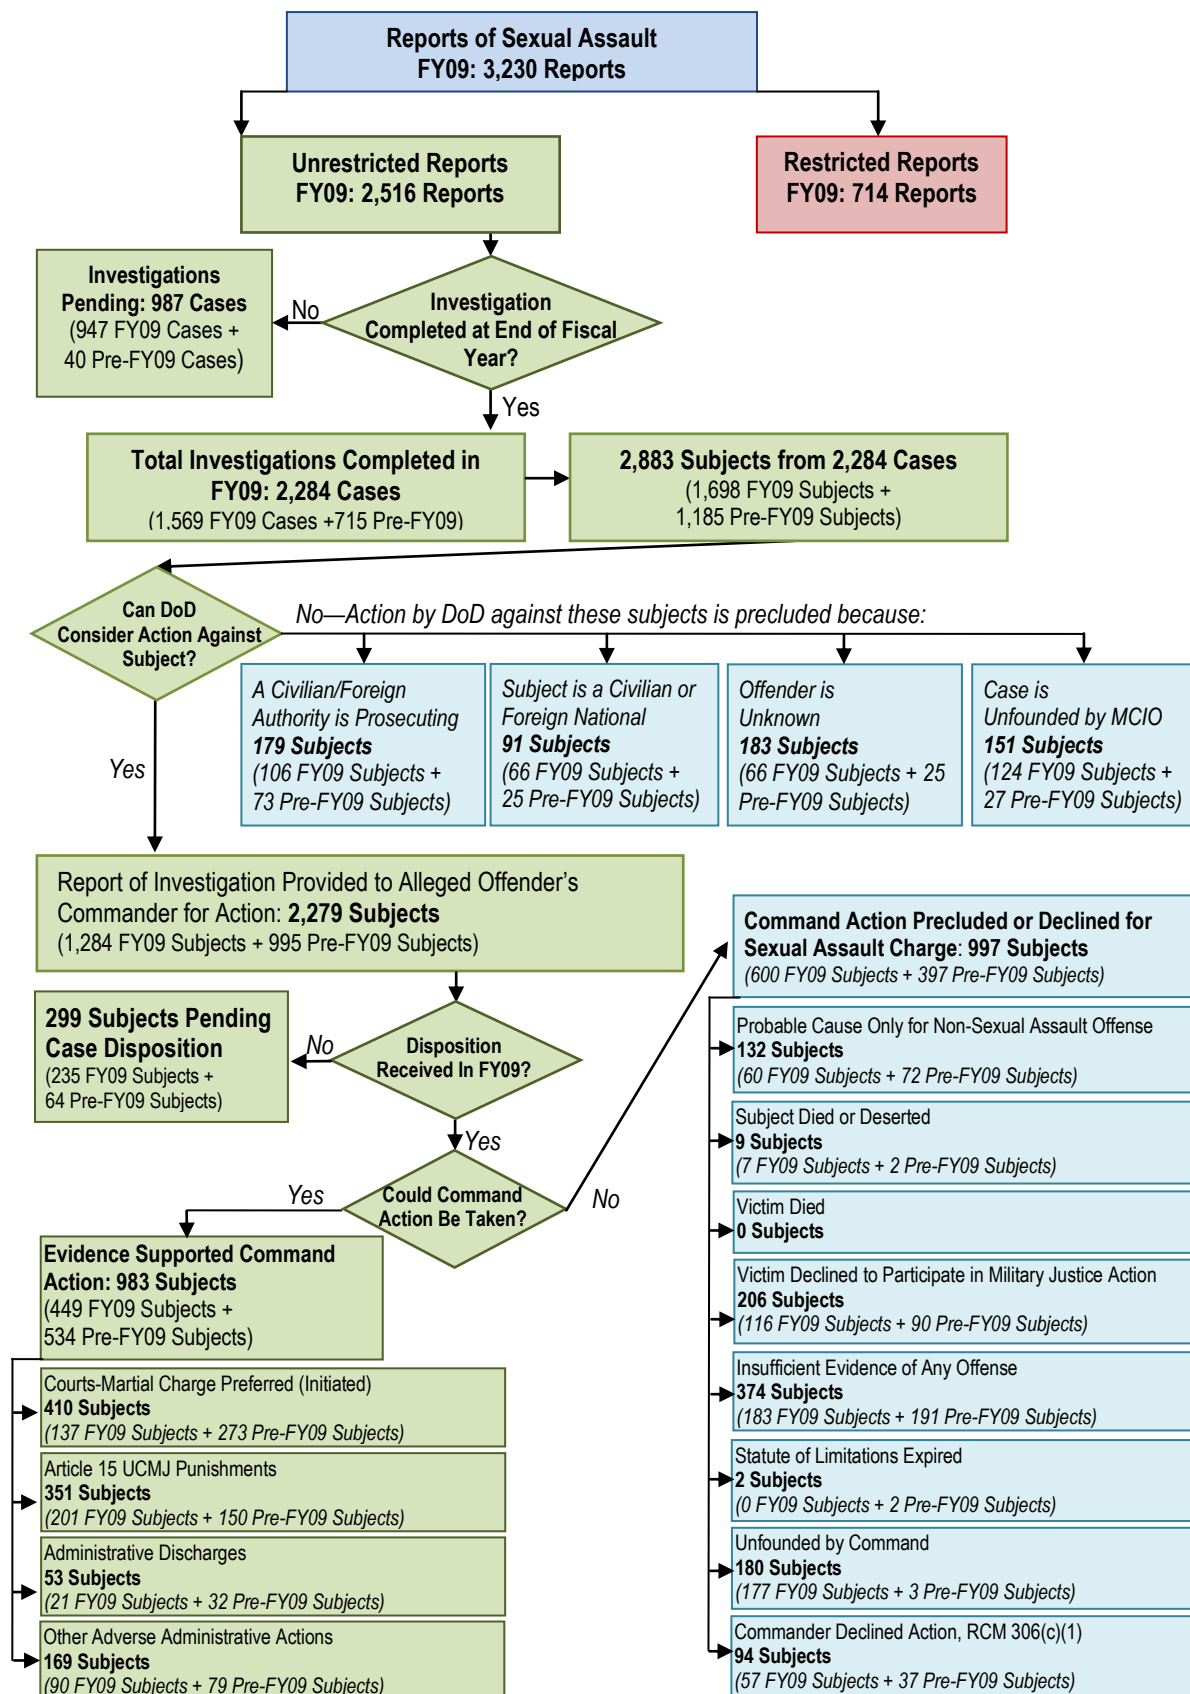 Reports of Sexual Assault
FY09: 3,230 Reports
Unrestricted Reports
FY09: 2,516 Reports
Restricted Reports
FY09: 714 Reports
Investigations
Pending: 987 Cases
(947 FY09 Cases +
40 Pre-FY09 Cases)
No
Investigation
Completed at End of Fiscal
Year?
Yes
Total Investigations Completed in
FY09: 2,284 Cases
(1,569 FY09 Cases +715 Pre-FY09)
2,883 Subjects from 2,284 Cases
(1,698 FY09 Subjects +
1,185 Pre-FY09 Subjects)
Can DoD
Consider Action Against
Subject?
No—Action by DoD against these subjects is precluded because:
A Civilian/Foreign
Authority is Prosecuting
179 Subjects
(106 FY09 Subjects +
73 Pre-FY09 Subjects)
Subject is a Civilian or
Foreign National
91 Subjects
(66 FY09 Subjects +
25 Pre-FY09 Subjects)
Offender is
Unknown
183 Subjects
(66 FY09 Subjects + 25
Pre-FY09 Subjects)
Case is
Unfounded by MCIO
151 Subjects
(124 FY09 Subjects +
27 Pre-FY09 Subjects)
Yes
Report of Investigation Provided to Alleged Offender's
Commander for Action: 2,279 Subjects
(1,284 FY09 Subjects + 995 Pre-FY09 Subjects)
299 Subjects Pending
Case Disposition
(235 FY09 Subjects +
64 Pre-FY09 Subjects)
No
Disposition
Received In FY09?
Yes
Could Command
Action Be Taken?
Yes
No
Evidence Supported Command
Action: 983 Subjects
(449 FY09 Subjects +
534 Pre-FY09 Subjects)
Courts-Martial Charge Preferred (Initiated)
410 Subjects
(137 FY09 Subjects + 273 Pre-FY09 Subjects)
Article 15 UCMJ Punishments
351 Subjects
(201 FY09 Subjects + 150 Pre-FY09 Subjects)
Administrative Discharges
53 Subjects
(21 FY09 Subjects + 32 Pre-FY09 Subjects)
Other Adverse Administrative Actions
169 Subjects
(90 FY09 Subjects + 79 Pre-FY09 Subjects)
Command Action Precluded or Declined for
Sexual Assault Charge: 997 Subjects
(600 FY09 Subjects + 397 Pre-FY09 Subjects)
Probable Cause Only for Non-Sexual Assault Offense
132 Subjects
(60 FY09 Subjects + 72 Pre-FY09 Subjects)
Subject Died or Deserted
9 Subjects
(7 FY09 Subjects + 2 Pre-FY09 Subjects)
Victim Died
0 Subjects
Victim Declined to Participate in Military Justice Action
206 Subjects
(116 FY09 Subjects + 90 Pre-FY09 Subjects)
Insufficient Evidence of Any Offense
374 Subjects
(183 FY09 Subjects + 191 Pre-FY09 Subjects)
Statute of Limitations Expired
2 Subjects
(0 FY09 Subjects + 2 Pre-FY09 Subjects)
Unfounded by Command
180 Subjects
(177 FY09 Subjects + 3 Pre-FY09 Subjects)
Commander Declined Action, RCM 306(c)(1)
94 Subjects
(57 FY09 Subjects + 37 Pre-FY09 Subjects)